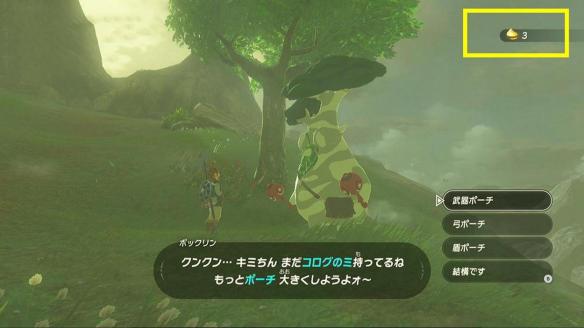 3
武器ポーチ
弓ポーチ
盾ポーチ
結構です
ボックリン
クンクン… キミちん まだコログのミ持ってるね
もっとポーチ 大きくしようよォ～